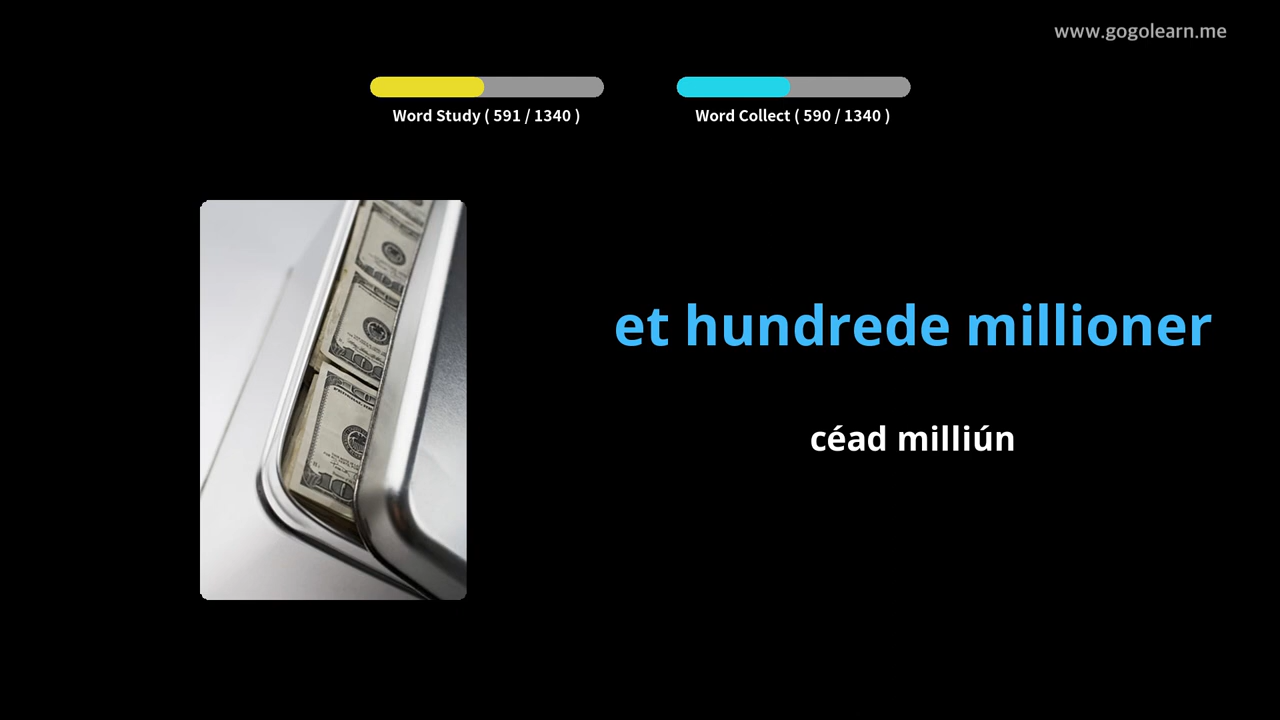 www.gogolearn.me
Word Study ( 591 / 1340 )
Word Collect ( 590 / 1340 )
et hundrede millioner
céad milliún